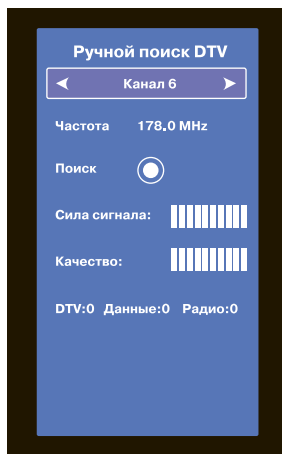 Ручной поиск DTV
Канал 6
Частота 178.0 MHz
Поиск
Сила сигнала:
Качество:
DTV:0 Данные:0 Радио:0